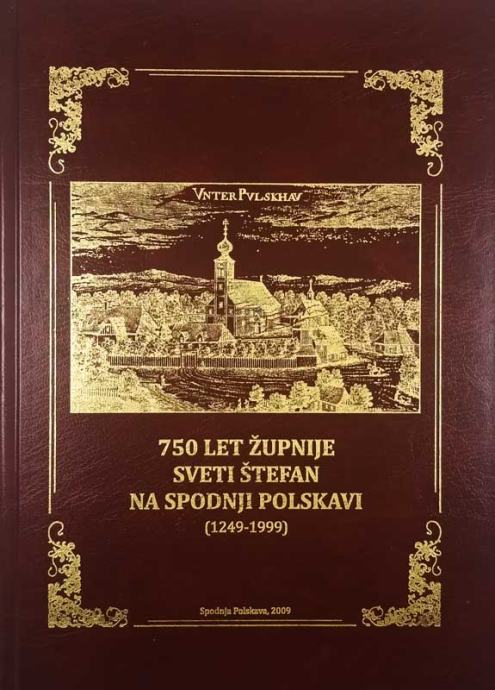 VNTER PVLSKHAV
750 LET ŽUPNIJE
SVETI ŠTEFAN
NA SPODNJI POLSKAVI
(1249-1999)
Spodnja Polskava, 2009